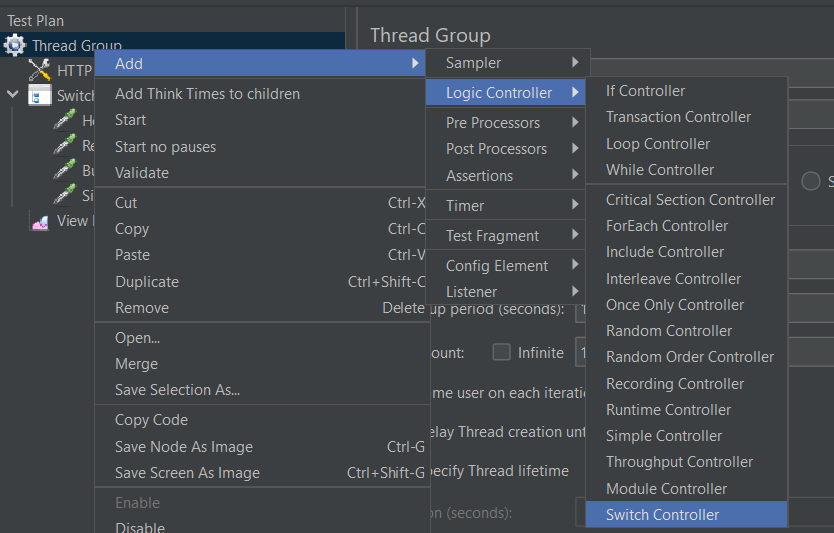 Test Plan
Thread Group
HTTP
Switch
View
Thread Group
Add
Add Think Times to children
Start
Start no pauses
Validate
Cut Ctrl-X
Copy Ctrl-C
Paste Ctrl-V
Duplicate Ctrl+Shift-C
Remove Delete
Open...
Merge
Save Selection As...
Copy Code
Save Node As Image Ctrl-G
Save Screen As Image Ctrl+Shift-G
Enable
Disable
Sampler
Logic Controller
Pre Processors
Post Processors
Assertions
Timer
Test Fragment
Config Element
Listener
up period (seconds):
ount: Infinite 1
me user on each iteratio
elay Thread creation unt
pecify Thread lifetime
on (seconds):
If Controller
Transaction Controller
Loop Controller
While Controller
Critical Section Controller
ForEach Controller
Include Controller
Interleave Controller
Once Only Controller
Random Controller
Random Order Controller
Recording Controller
Runtime Controller
Simple Controller
Throughput Controller
Module Controller
Switch Controller